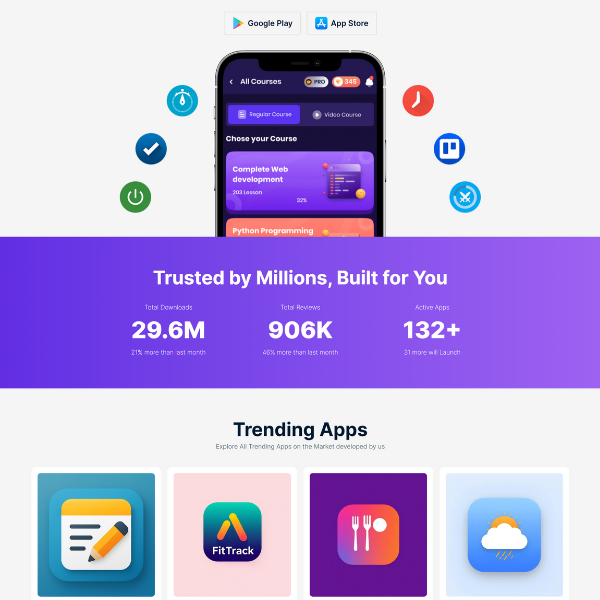 Google Play
App Store
All Courses
PRO
345
Regular Course
Video Course
Chose your Course
Complete Web
development
203 Lesson
32%
Python Programming
Trusted by Millions, Built for You
Total Downloads
Total Reviews
Active Apps
29.6M
906K
132+
21% more than last month
46% more than last month
31 more will Launch
Trending Apps
Explore All Trending Apps on the Market developed by us
FitTrack